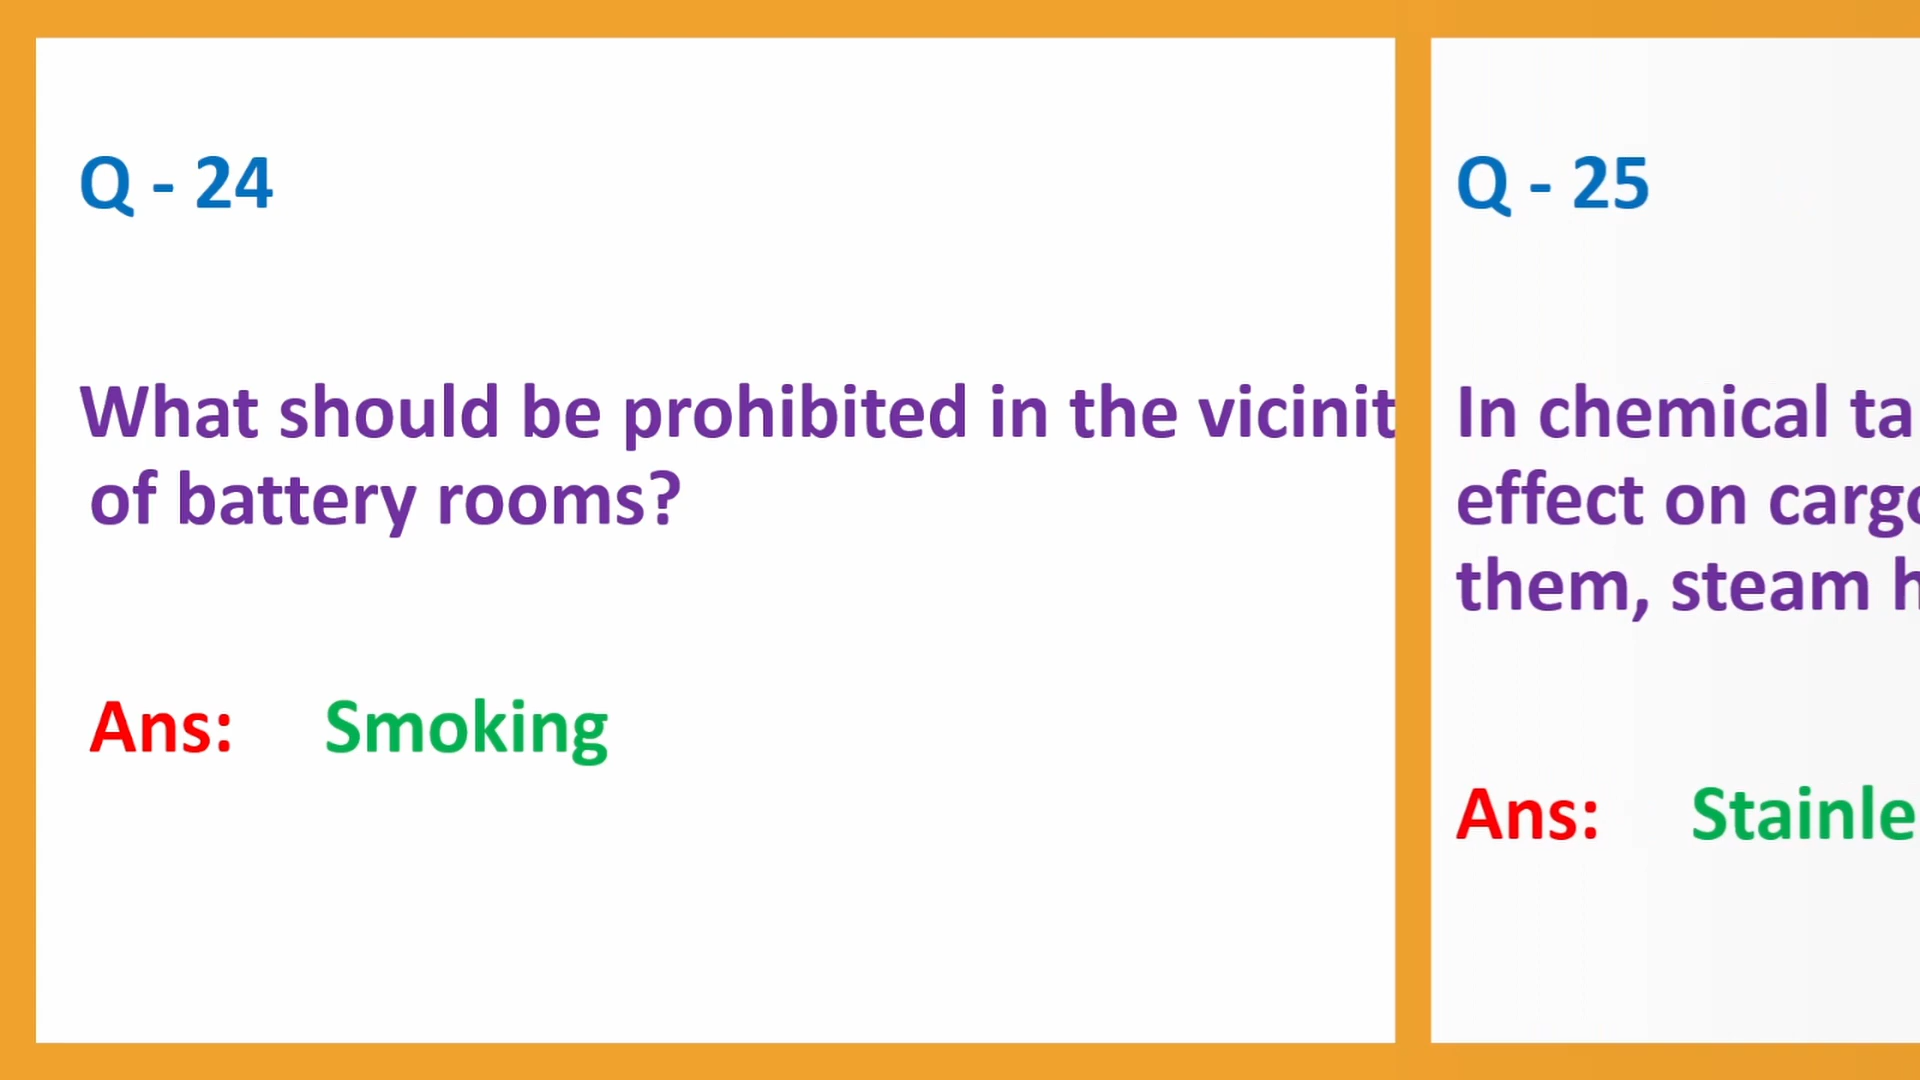 Q - 24
What should be prohibited in the vicinit
of battery rooms?
Ans: Smoking
Q - 25
In chemical ta
effect on cargo
them, steam h
Ans: Stainle